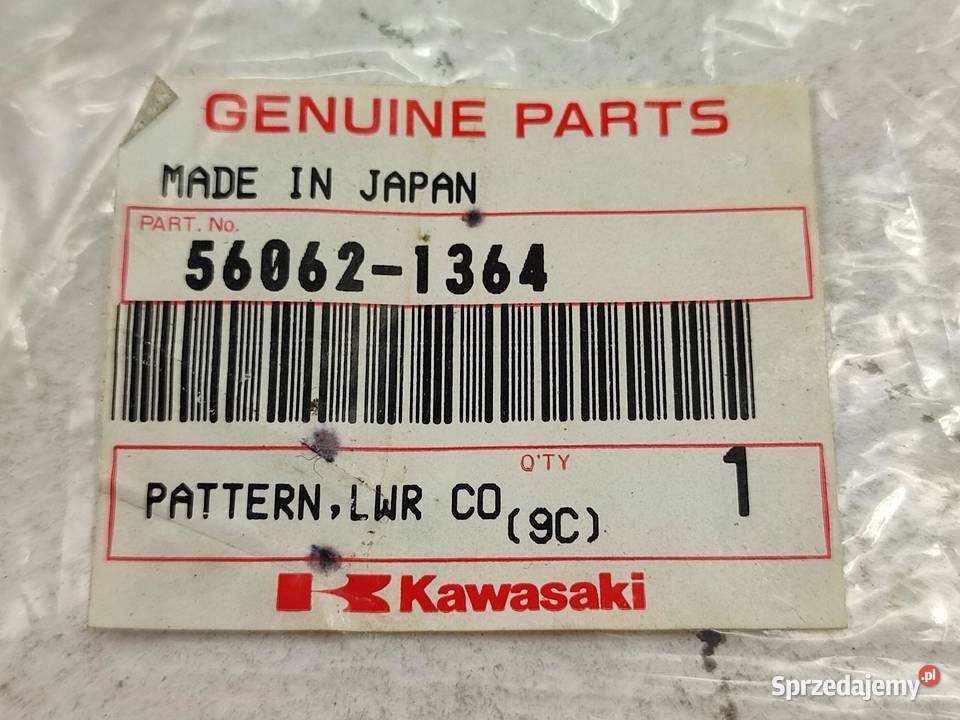 GENUINE PARTS
MADE IN JAPAN
PART. No.
56062-1364
Q'TY
1
PATTERN,LWR CO
(9C)
Kawasaki
Sprzedajemy.pl